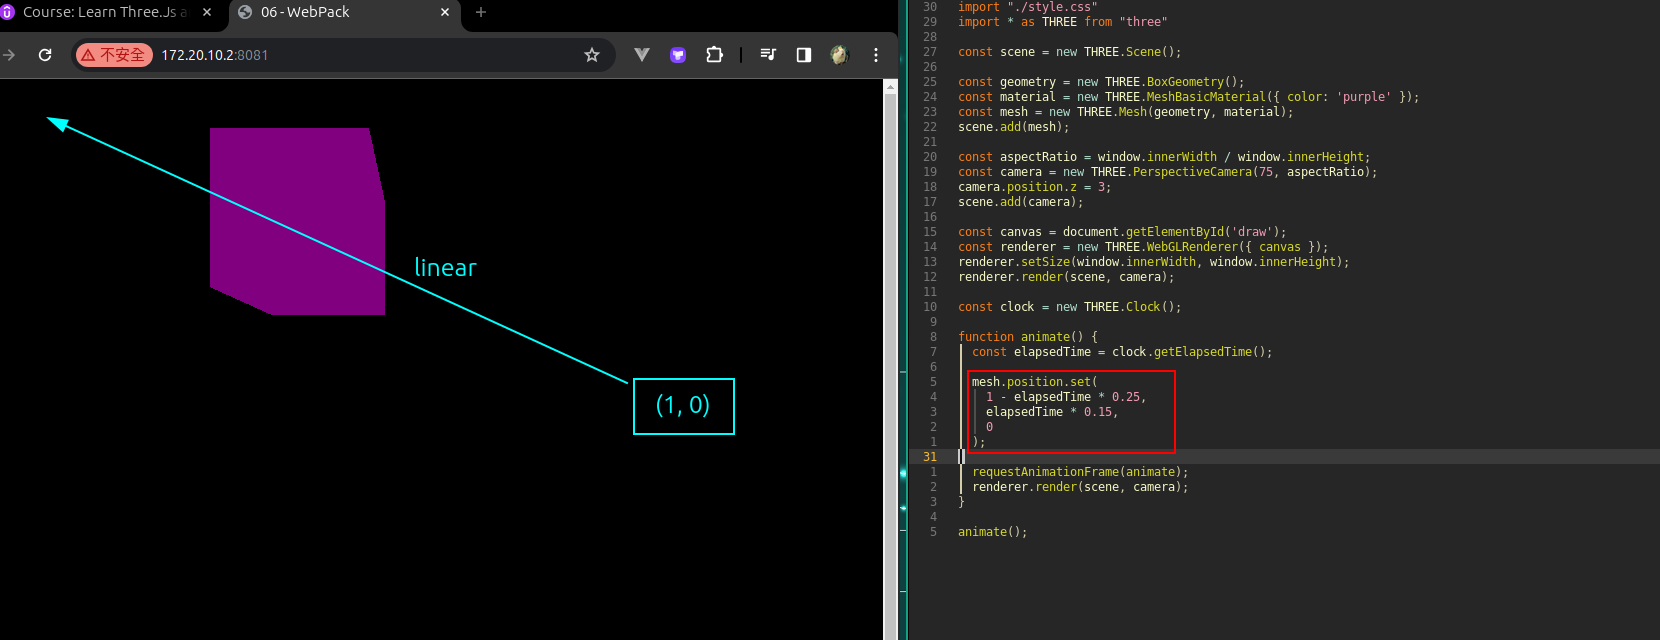 Course: Learn Three.Js a
06 - WebPack
不安全
172.20.10.2:8081
linear
(1, 0)
30 import "./style.css"
29 import * as THREE from "three"
28
27 const scene = new THREE.Scene();
26
25 const geometry = new THREE.BoxGeometry();
24 const material = new THREE.MeshBasicMaterial({ color: 'purple' });
23 const mesh = new THREE.Mesh(geometry, material);
22 scene.add(mesh);
21
20 const aspectRatio = window.innerWidth / window.innerHeight;
19 const camera = new THREE.PerspectiveCamera(75, aspectRatio);
18 camera.position.z = 3;
17 scene.add(camera);
16
15 const canvas = document.getElementById('draw');
14 const renderer = new THREE.WebGLRenderer({ canvas });
13 renderer.setSize(window.innerWidth, window.innerHeight);
12 renderer.render(scene, camera);
11
10 const clock = new THREE.Clock();
9
8 function animate() {
7 const elapsedTime = clock.getElapsedTime();
6
5 mesh.position.set(
4 1 - elapsedTime * 0.25,
3 elapsedTime * 0.15,
2 0
1 );
31
1 requestAnimationFrame(animate);
2 renderer.render(scene, camera);
3 }
4
5 animate();